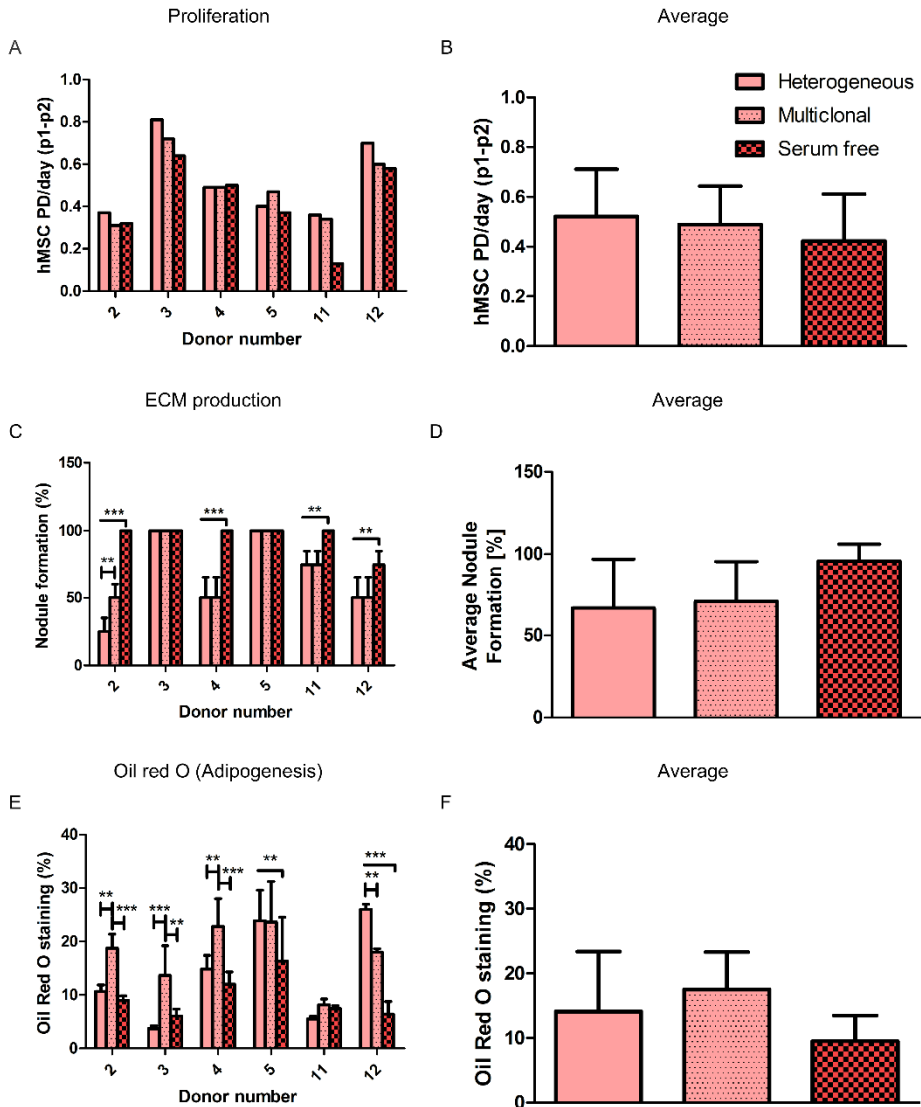 Proliferation
Average
A
B
hMSC PD/day (p1-p2)
1.0
0.8
0.6
0.4
0.2
0.0
2 3 4 5 11 12
Donor number
hMSC PD/day (p1-p2)
1.0
0.8
0.6
0.4
0.2
0.0
Heterogeneous
Multiclonal
Serum free
ECM production
Average
C
D
Nodule formation (%)
150
100
50
0
***
**
***
**
**
2 3 4 5 11 12
Donor number
Average Nodule
Formation [%]
150
100
50
0
Oil red O (Adipogenesis)
Average
E
F
Oil Red O staining (%)
40
30
20
10
0
**
***
***
**
**
***
**
***
**
2 3 4 5 11 12
Donor number
Oil Red O staining (%)
40
30
20
10
0